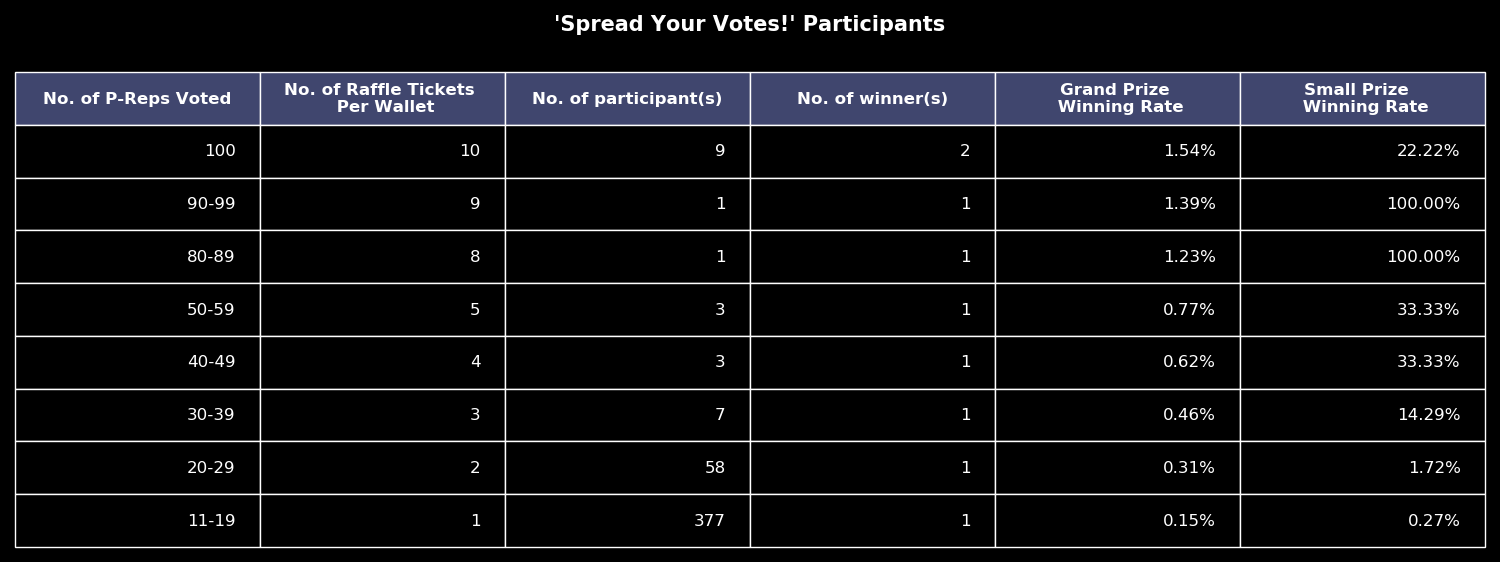 'Spread Your Votes!' Participants
No. of P-Reps Voted
No. of Raffle Tickets
Per Wallet
No. of participant(s)
No. of winner(s)
Grand Prize
Winning Rate
Small Prize
Winning Rate
100 10 9 2 1.54% 22.22%
90-99 9 1 1 1.39% 100.00%
80-89 8 1 1 1.23% 100.00%
50-59 5 3 1 0.77% 33.33%
40-49 4 3 1 0.62% 33.33%
30-39 3 7 1 0.46% 14.29%
20-29 2 58 1 0.31% 1.72%
11-19 1 377 1 0.15% 0.27%